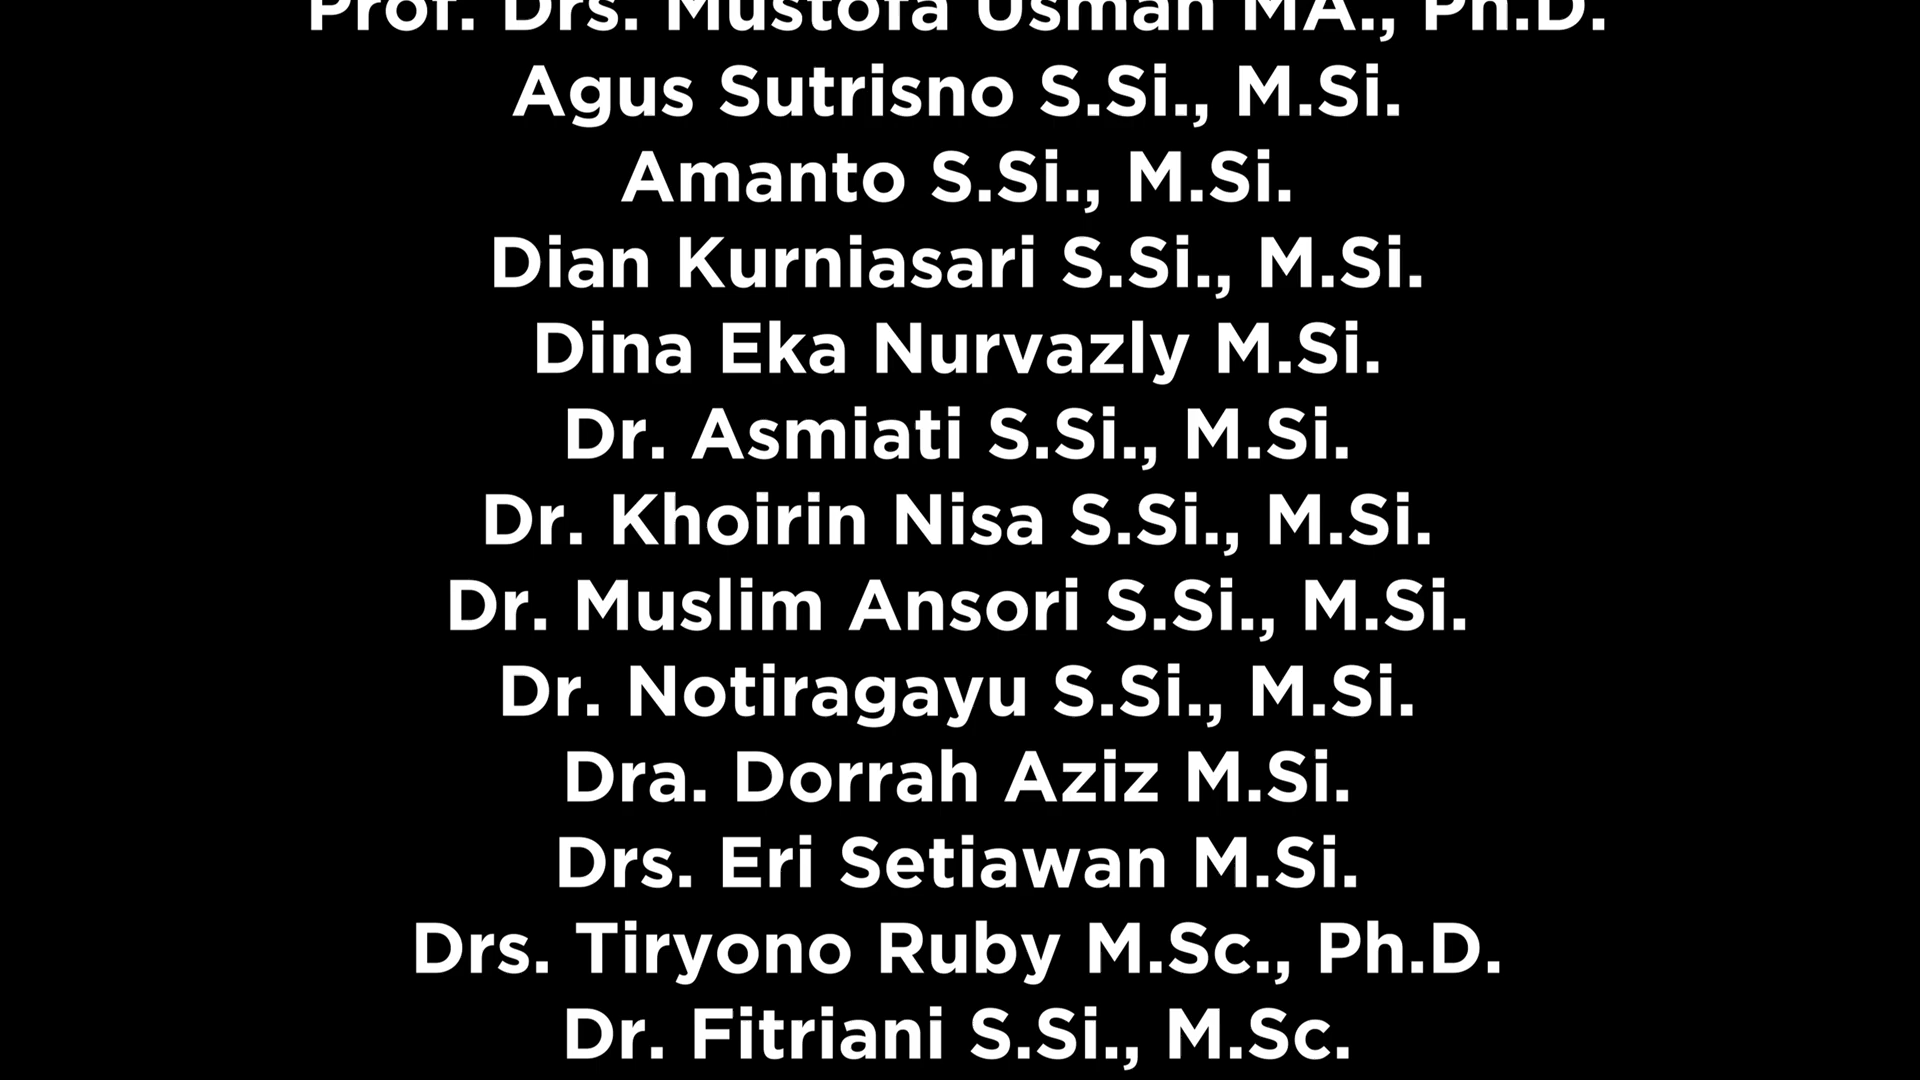 Prof. Drs. Mustofa Usman MA., Ph.D.
Agus Sutrisno S.Si., M.Si.
Amanto S.Si., M.Si.
Dian Kurniasari S.Si., M.Si.
Dina Eka Nurvazly M.Si.
Dr. Asmiati S.Si., M.Si.
Dr. Khoirin Nisa S.Si., M.Si.
Dr. Muslim Ansori S.Si., M.Si.
Dr. Notiragayu S.Si., M.Si.
Dra. Dorrah Aziz M.Si.
Drs. Eri Setiawan M.Si.
Drs. Tiryono Ruby M.Sc., Ph.D.
Dr. Fitriani S.Si., M.Sc.